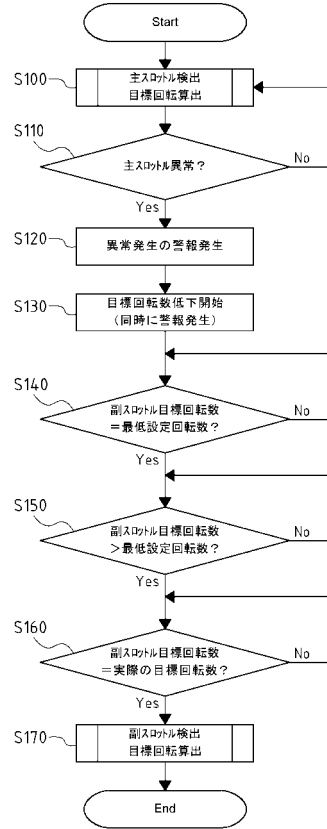 Start
S100
主スロットル検出
目標回転算出
S110
主スロットル異常？
No
Yes
S120
異常発生の警報発生
S130
目標回転数低下開始
(同時に警報発生)
S140
副スロットル目標回転数
＝最低設定回転数？
No
Yes
S150
副スロットル目標回転数
＞最低設定回転数？
No
Yes
S160
副スロットル目標回転数
＝実際の目標回転数？
No
Yes
S170
副スロットル検出
目標回転算出
End